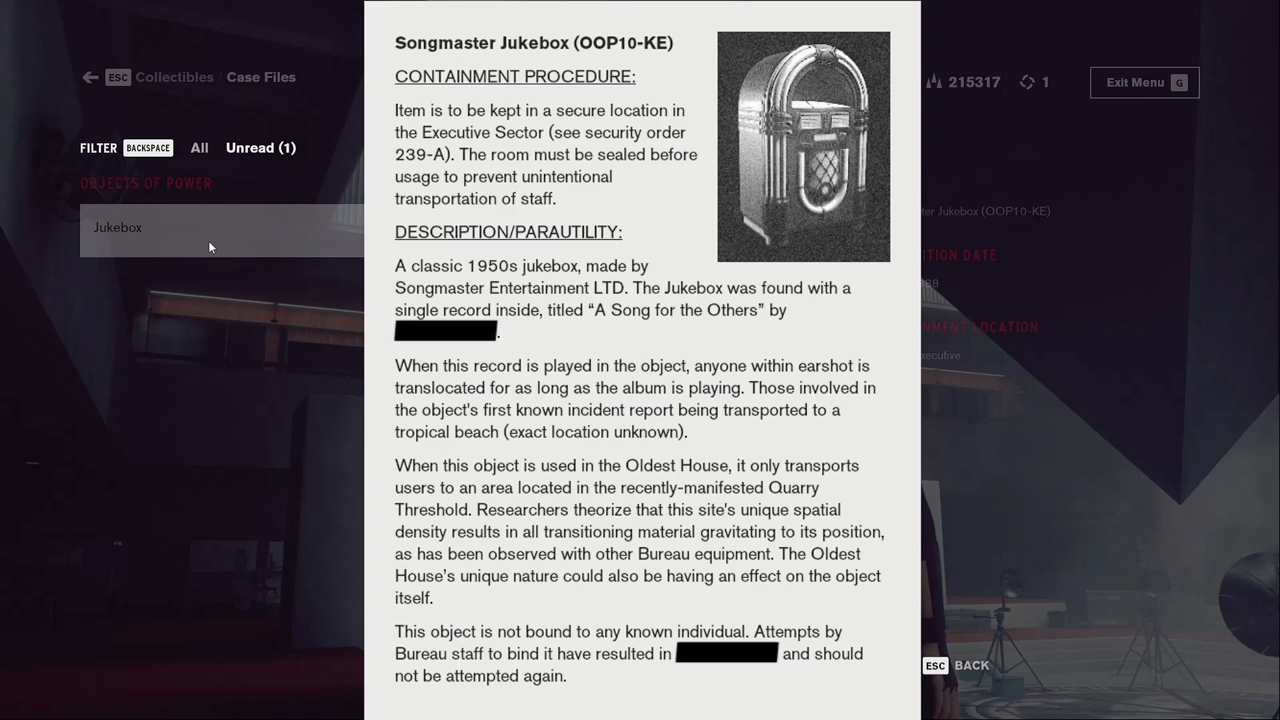 Songmaster Jukebox (OOP10-KE)
CONTAINMENT PROCEDURE:
Item is to be kept in a secure location in
the Executive Sector (see security order
239-A). The room must be sealed before
usage to prevent unintentional
transportation of staff.
DESCRIPTION/PARAUTILITY:
A classic 1950s jukebox, made by
Songmaster Entertainment LTD. The Jukebox was found with a
single record inside, titled “A Song for the Others” by
.
When this record is played in the object, anyone within earshot is
translocated for as long as the album is playing. Those involved in
the object's first known incident report being transported to a
tropical beach (exact location unknown).
When this object is used in the Oldest House, it only transports
users to an area located in the recently-manifested Quarry
Threshold. Researchers theorize that this site's unique spatial
density results in all transitioning material gravitating to its position,
as has been observed with other Bureau equipment. The Oldest
House’s unique nature could also be having an effect on the object
itself.
This object is not bound to any known individual. Attempts by
Bureau staff to bind it have resulted in and should
not be attempted again.
ESC Collectibles / Case Files
FILTER BACKSPACE All Unread (1)
OBJECTS OF POWER
Jukebox
215317 1
Exit Menu G
ter Jukebox (OOP10-KE)
ITION DATE
NMENT LOCATION
xecutive
ESC BACK